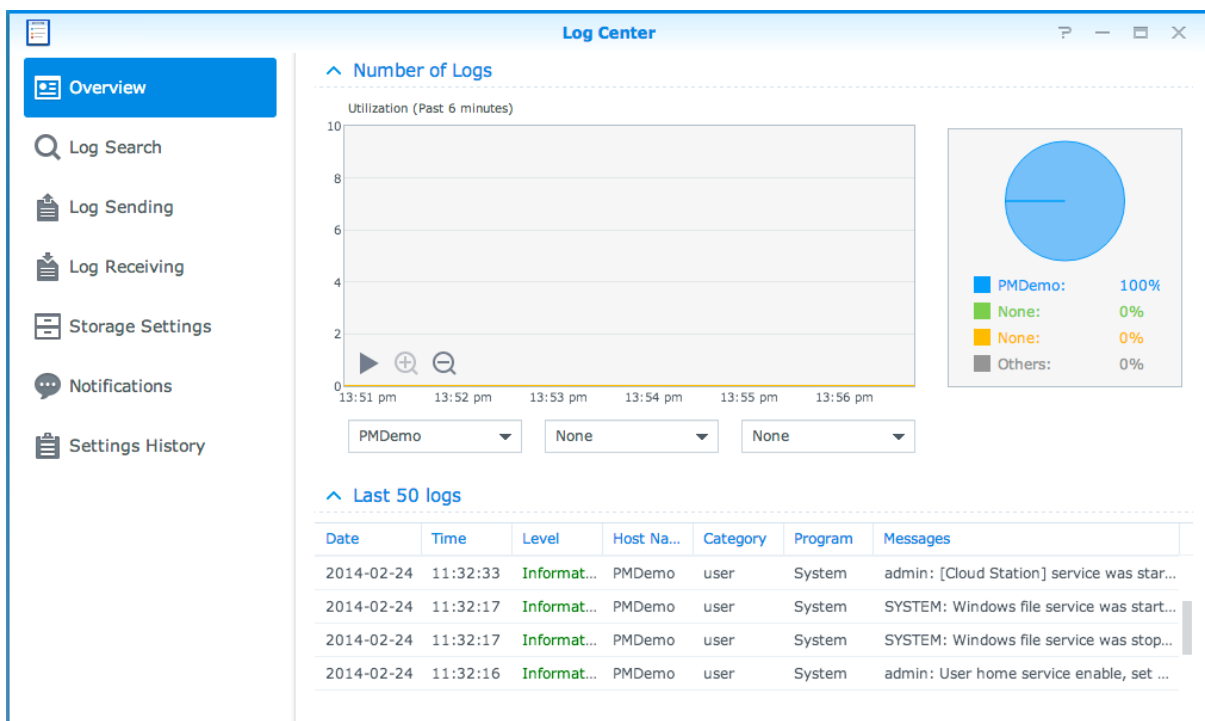 Log Center
Overview
Log Search
Log Sending
Log Receiving
Storage Settings
Notifications
Settings History
Number of Logs
Utilization (Past 6 minutes)
10
8
6
4
2
0
13:51 pm 13:52 pm 13:53 pm 13:54 pm 13:55 pm 13:56 pm
PMDemo None None
PMDemo: 100%
None: 0%
None: 0%
Others: 0%
Last 50 logs
Date Time Level Host Na... Category Program Messages
2014-02-24 11:32:33 Informat... PMDemo user System admin: [Cloud Station] service was star...
2014-02-24 11:32:17 Informat... PMDemo user System SYSTEM: Windows file service was start...
2014-02-24 11:32:17 Informat... PMDemo user System SYSTEM: Windows file service was stop...
2014-02-24 11:32:16 Informat... PMDemo user System admin: User home service enable, set ...